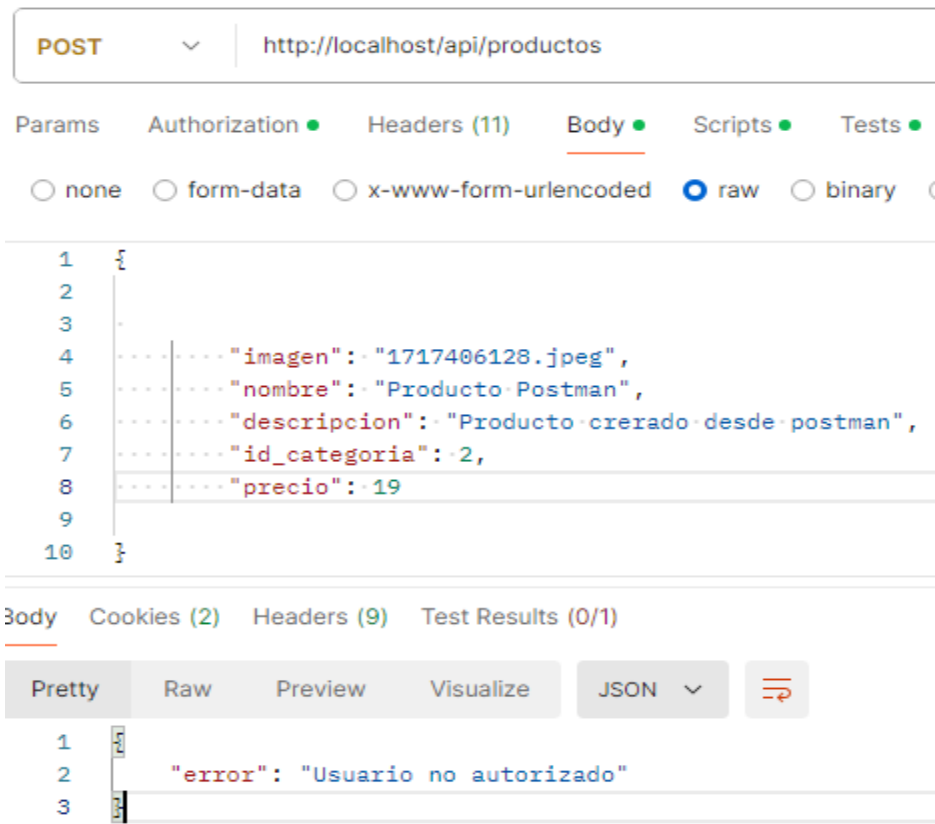 POST http://localhost/api/productos
Params Authorization Headers (11) Body Scripts Tests
none form-data x-www-form-urlencoded raw binary
1 {
2
3
4 "imagen": "1717406128.jpeg",
5 "nombre": "Producto Postman",
6 "descripcion": "Producto crerado desde postman",
7 "id_categoria": 2,
8 "precio": 19
9
10 }
Body Cookies (2) Headers (9) Test Results (0/1)
Pretty Raw Preview Visualize JSON
1 {
2 "error": "Usuario no autorizado"
3 }